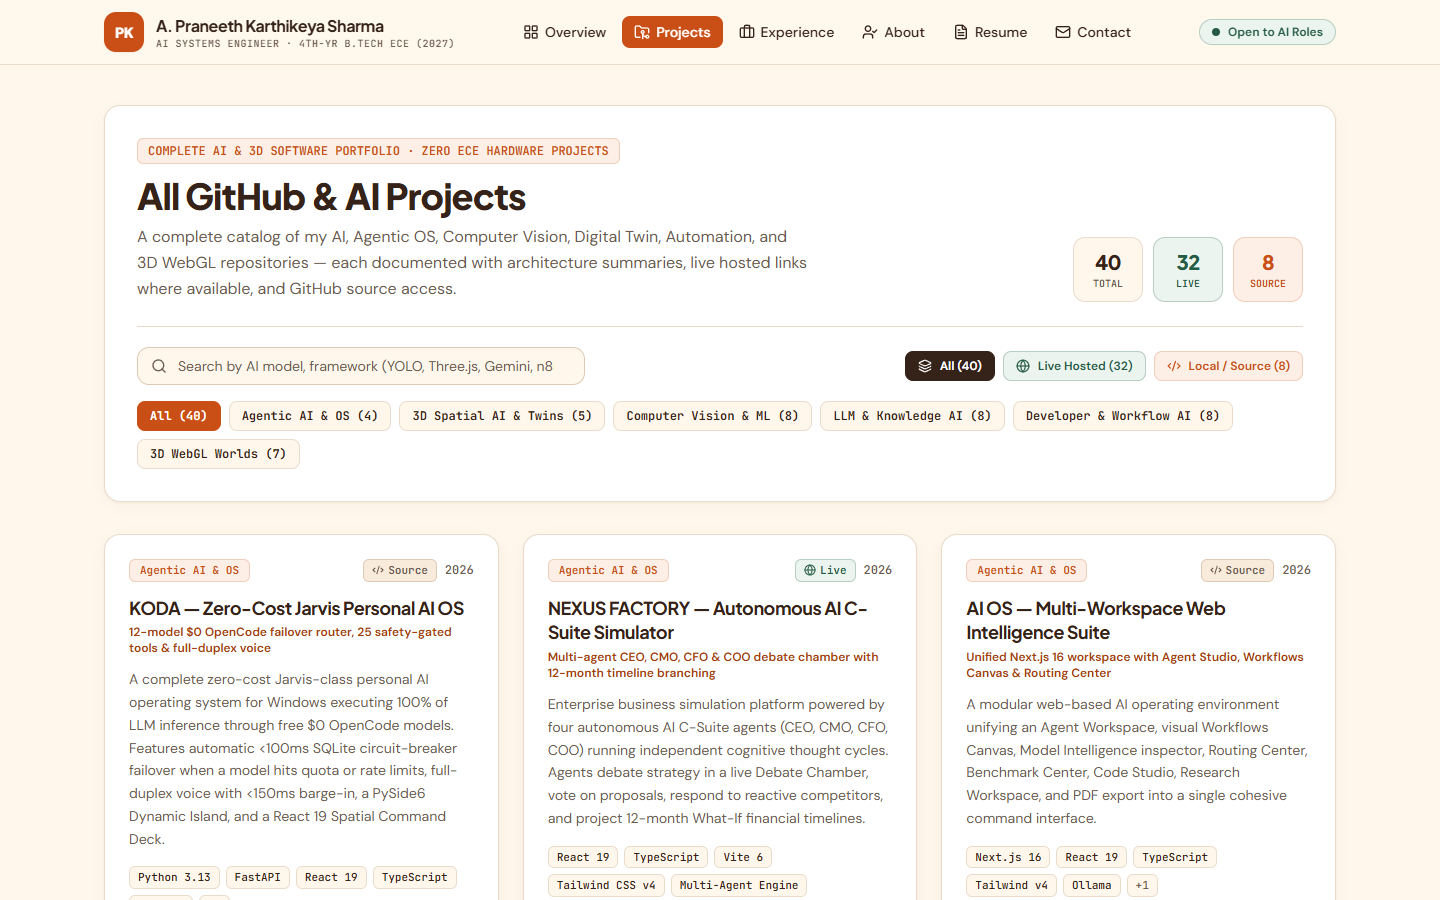 PK
A. Praneeth Karthikeya Sharma
AI SYSTEMS ENGINEER · 4TH-YR B.TECH ECE (2027)
Overview
Projects
Experience
About
Resume
Contact
Open to AI Roles
COMPLETE AI & 3D SOFTWARE PORTFOLIO · ZERO ECE HARDWARE PROJECTS
All GitHub & AI Projects
A complete catalog of my AI, Agentic OS, Computer Vision, Digital Twin, Automation, and
3D WebGL repositories — each documented with architecture summaries, live hosted links
where available, and GitHub source access.
40
TOTAL
32
LIVE
8
SOURCE
Search by AI model, framework (YOLO, Three.js, Gemini, n8
All (40)
Live Hosted (32)
Local / Source (8)
All (40)
Agentic AI & OS (4)
3D Spatial AI & Twins (5)
Computer Vision & ML (8)
LLM & Knowledge AI (8)
Developer & Workflow AI (8)
3D WebGL Worlds (7)
Agentic AI & OS
Source
2026
KODA — Zero-Cost Jarvis Personal AI OS
12-model $0 OpenCode failover router, 25 safety-gated
tools & full-duplex voice
A complete zero-cost Jarvis-class personal AI
operating system for Windows executing 100% of
LLM inference through free $0 OpenCode models.
Features automatic <100ms SQLite circuit-breaker
failover when a model hits quota or rate limits, full-
duplex voice with <150ms barge-in, a PySide6
Dynamic Island, and a React 19 Spatial Command
Deck.
Python 3.13
FastAPI
React 19
TypeScript
Agentic AI & OS
Live
2026
NEXUS FACTORY — Autonomous AI C-
Suite Simulator
Multi-agent CEO, CMO, CFO & COO debate chamber with
12-month timeline branching
Enterprise business simulation platform powered by
four autonomous AI C-Suite agents (CEO, CMO, CFO,
COO) running independent cognitive thought cycles.
Agents debate strategy in a live Debate Chamber,
vote on proposals, respond to reactive competitors,
and project 12-month What-If financial timelines.
React 19
TypeScript
Vite 6
Tailwind CSS v4
Multi-Agent Engine
Agentic AI & OS
Source
2026
AI OS — Multi-Workspace Web
Intelligence Suite
Unified Next.js 16 workspace with Agent Studio, Workflows
Canvas & Routing Center
A modular web-based AI operating environment
unifying an Agent Workspace, visual Workflows
Canvas, Model Intelligence inspector, Routing Center,
Benchmark Center, Code Studio, Research
Workspace, and PDF export into a single cohesive
command interface.
Next.js 16
React 19
TypeScript
Tailwind v4
Ollama
+1